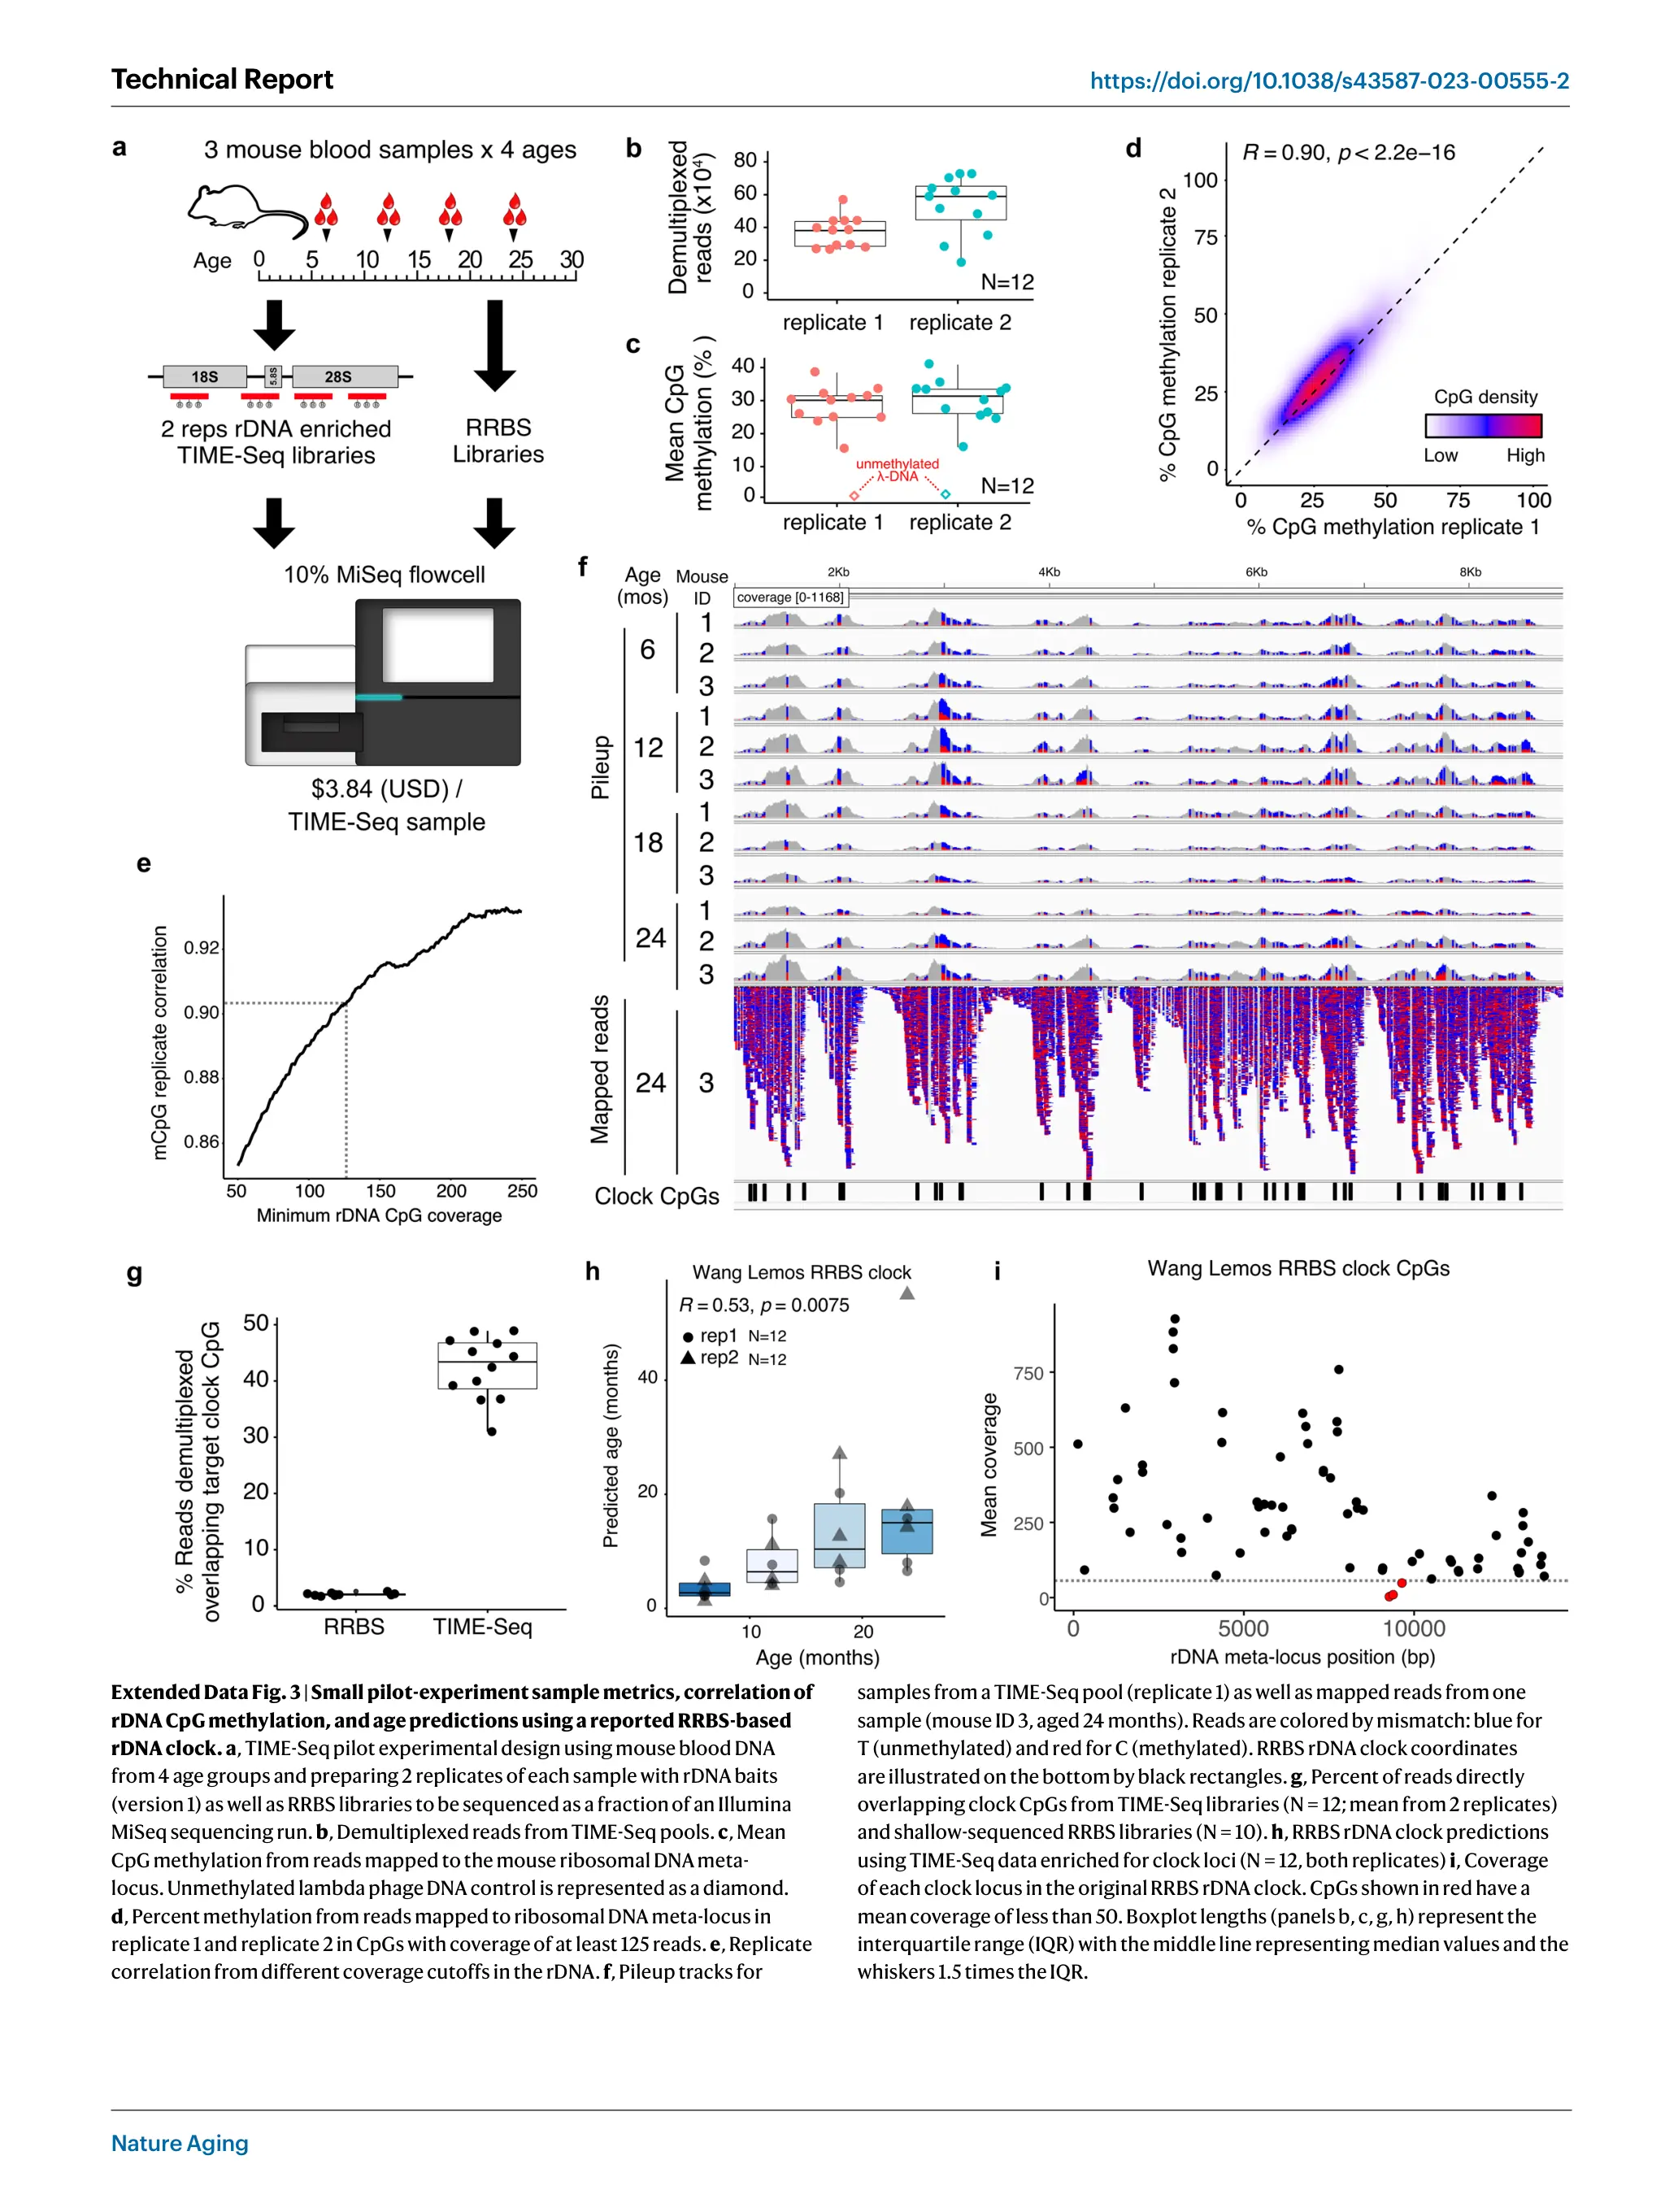 Technical Report
https://doi.org/10.1038/s43587-023-00555-2
a
3 mouse blood samples x 4 ages
Age
0 5 10 15 20 25 30
18S
5.8S
28S
2 reps rDNA enriched
TIME-Seq libraries
RRBS
Libraries
10% MiSeq flowcell
$3.84 (USD) /
TIME-Seq sample
b
Demultiplexed
reads (x10⁴)
80
60
40
20
0
N=12
replicate 1 replicate 2
c
Mean CpG
methylation (%)
40
30
20
10
0
unmethylated
λ-DNA
N=12
replicate 1 replicate 2
d
R = 0.90, p < 2.2e−16
% CpG methylation replicate 2
100
75
50
25
0
CpG density
Low High
0 25 50 75 100
% CpG methylation replicate 1
e
mCpG replicate correlation
0.92
0.90
0.88
0.86
50 100 150 200 250
Minimum rDNA CpG coverage
f
Age
(mos)
Mouse
ID
2Kb 4Kb 6Kb 8Kb
coverage [0-1168]
Pileup
6
1
2
3
12
1
2
3
18
1
2
3
24
1
2
3
Mapped reads
24 3
Clock CpGs
g
% Reads demultiplexed
overlapping target clock CpG
50
40
30
20
10
0
RRBS TIME-Seq
h
Wang Lemos RRBS clock
R = 0.53, p = 0.0075
rep1 N=12
rep2 N=12
Predicted age (months)
40
20
0
10 20
Age (months)
i
Wang Lemos RRBS clock CpGs
Mean coverage
750
500
250
0
0 5000 10000
rDNA meta-locus position (bp)
Extended Data Fig. 3 | Small pilot-experiment sample metrics, correlation of
rDNA CpG methylation, and age predictions using a reported RRBS-based
rDNA clock. a, TIME-Seq pilot experimental design using mouse blood DNA
from 4 age groups and preparing 2 replicates of each sample with rDNA baits
(version 1) as well as RRBS libraries to be sequenced as a fraction of an Illumina
MiSeq sequencing run. b, Demultiplexed reads from TIME-Seq pools. c, Mean
CpG methylation from reads mapped to the mouse ribosomal DNA meta-
locus. Unmethylated lambda phage DNA control is represented as a diamond.
d, Percent methylation from reads mapped to ribosomal DNA meta-locus in
replicate 1 and replicate 2 in CpGs with coverage of at least 125 reads. e, Replicate
correlation from different coverage cutoffs in the rDNA. f, Pileup tracks for
samples from a TIME-Seq pool (replicate 1) as well as mapped reads from one
sample (mouse ID 3, aged 24 months). Reads are colored by mismatch: blue for
T (unmethylated) and red for C (methylated). RRBS rDNA clock coordinates
are illustrated on the bottom by black rectangles. g, Percent of reads directly
overlapping clock CpGs from TIME-Seq libraries (N = 12; mean from 2 replicates)
and shallow-sequenced RRBS libraries (N = 10). h, RRBS rDNA clock predictions
using TIME-Seq data enriched for clock loci (N = 12, both replicates) i, Coverage
of each clock locus in the original RRBS rDNA clock. CpGs shown in red have a
mean coverage of less than 50. Boxplot lengths (panels b, c, g, h) represent the
interquartile range (IQR) with the middle line representing median values and the
whiskers 1.5 times the IQR.
Nature Aging